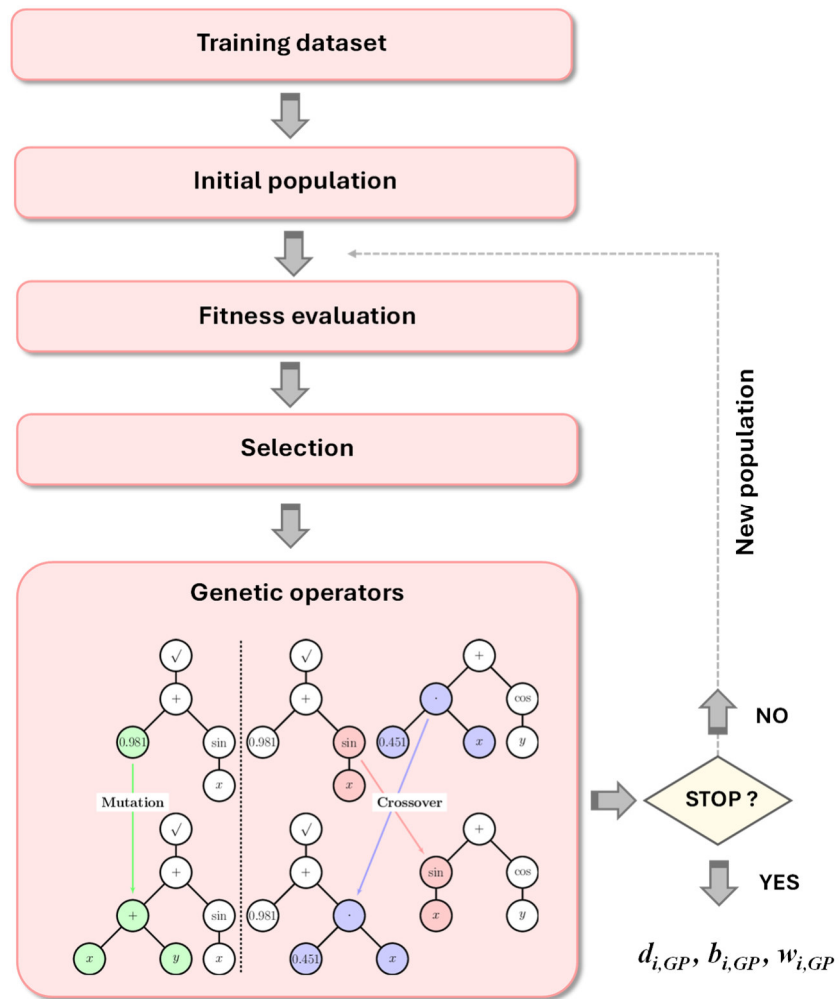 Training dataset
Initial population
Fitness evaluation
Selection
New population
Genetic operators
√ √ +
+ + · cos
0.981 sin 0.981 sin 0.451 x y
x x
Mutation Crossover
√ √ +
+ + sin cos
+ sin 0.981 · x y
x y x 0.451 x
STOP ?
NO
YES
d_{i,GP}, b_{i,GP}, w_{i,GP}